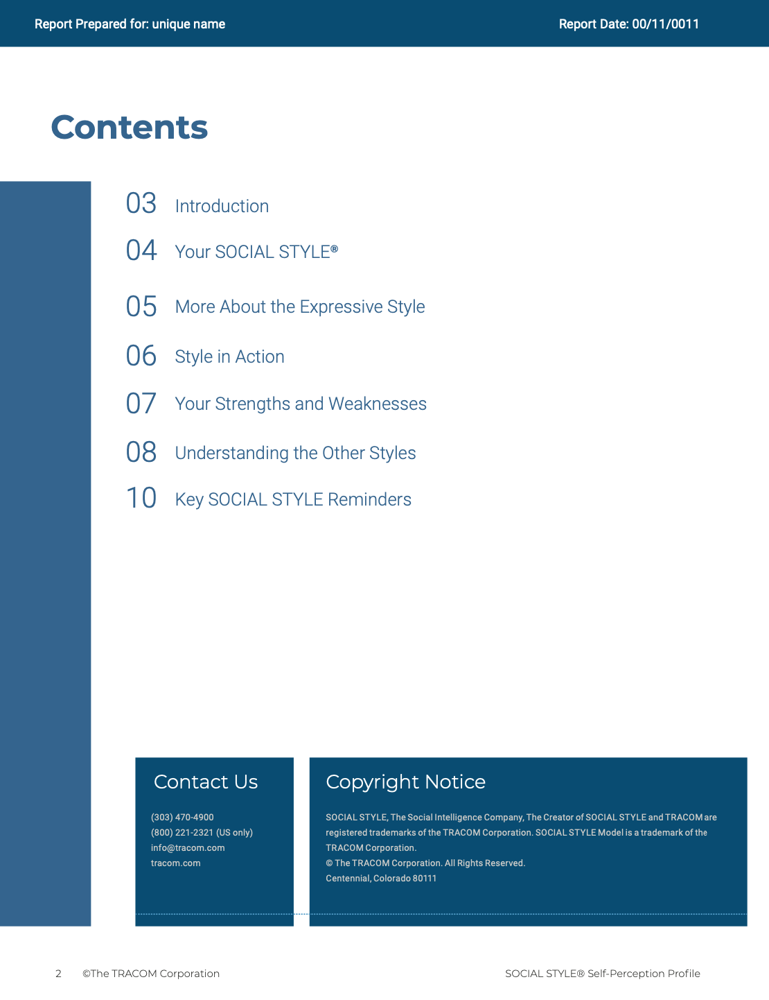 Report Prepared for: unique name
Report Date: 00/11/0011
Contents
03 Introduction
04 Your SOCIAL STYLE®
05 More About the Expressive Style
06 Style in Action
07 Your Strengths and Weaknesses
08 Understanding the Other Styles
10 Key SOCIAL STYLE Reminders
Contact Us
(303) 470-4900
(800) 221-2321 (US only)
info@tracom.com
tracom.com
Copyright Notice
SOCIAL STYLE, The Social Intelligence Company, The Creator of SOCIAL STYLE and TRACOM are
registered trademarks of the TRACOM Corporation. SOCIAL STYLE Model is a trademark of the
TRACOM Corporation.
© The TRACOM Corporation. All Rights Reserved.
Centennial, Colorado 80111
2 ©The TRACOM Corporation
SOCIAL STYLE® Self-Perception Profile